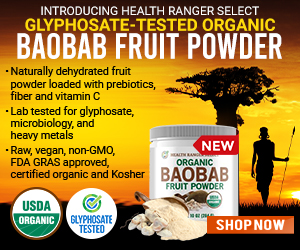 INTRODUCING HEALTH RANGER SELECT
GLYPHOSATE-TESTED ORGANIC
BAOBAB FRUIT POWDER
• Naturally dehydrated fruit
powder loaded with prebiotics,
fiber and vitamin C
• Lab tested for glyphosate,
microbiology, and
heavy metals
• Raw, vegan, non-GMO,
FDA GRAS approved,
certified organic and Kosher
NEW
HEALTH RANGER
ORGANIC
BAOBAB
FRUIT POWDER
USDA
ORGANIC
GLYPHOSATE
TESTED
SHOP NOW